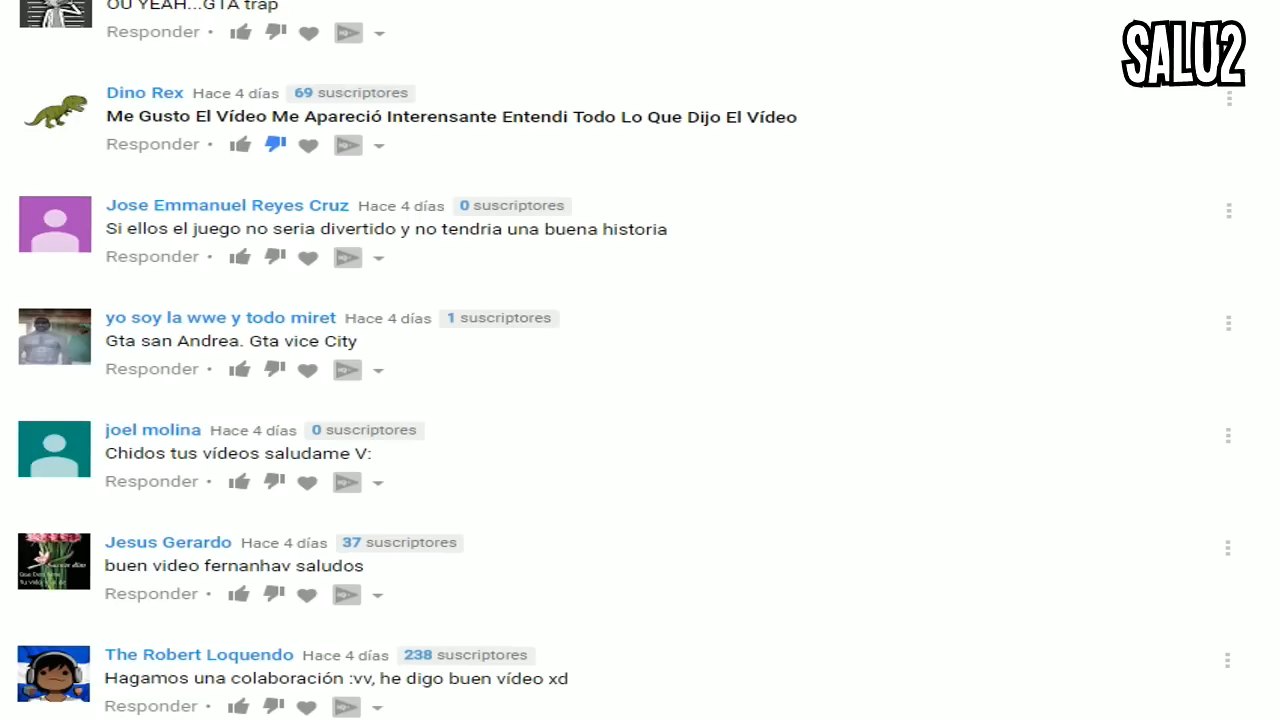 OU YEAH...GTA trap
Responder •
SALU2
Dino Rex Hace 4 días 69 suscriptores
Me Gusto El Vídeo Me Apareció Interensante Entendi Todo Lo Que Dijo El Vídeo
Responder •
Jose Emmanuel Reyes Cruz Hace 4 días 0 suscriptores
Si ellos el juego no seria divertido y no tendria una buena historia
Responder •
yo soy la wwe y todo miret Hace 4 días 1 suscriptores
Gta san Andrea. Gta vice City
Responder •
joel molina Hace 4 días 0 suscriptores
Chidos tus vídeos saludame V:
Responder •
Jesus Gerardo Hace 4 días 37 suscriptores
buen video fernanhav saludos
Responder •
The Robert Loquendo Hace 4 días 238 suscriptores
Hagamos una colaboración :vv, he digo buen vídeo xd
Responder •